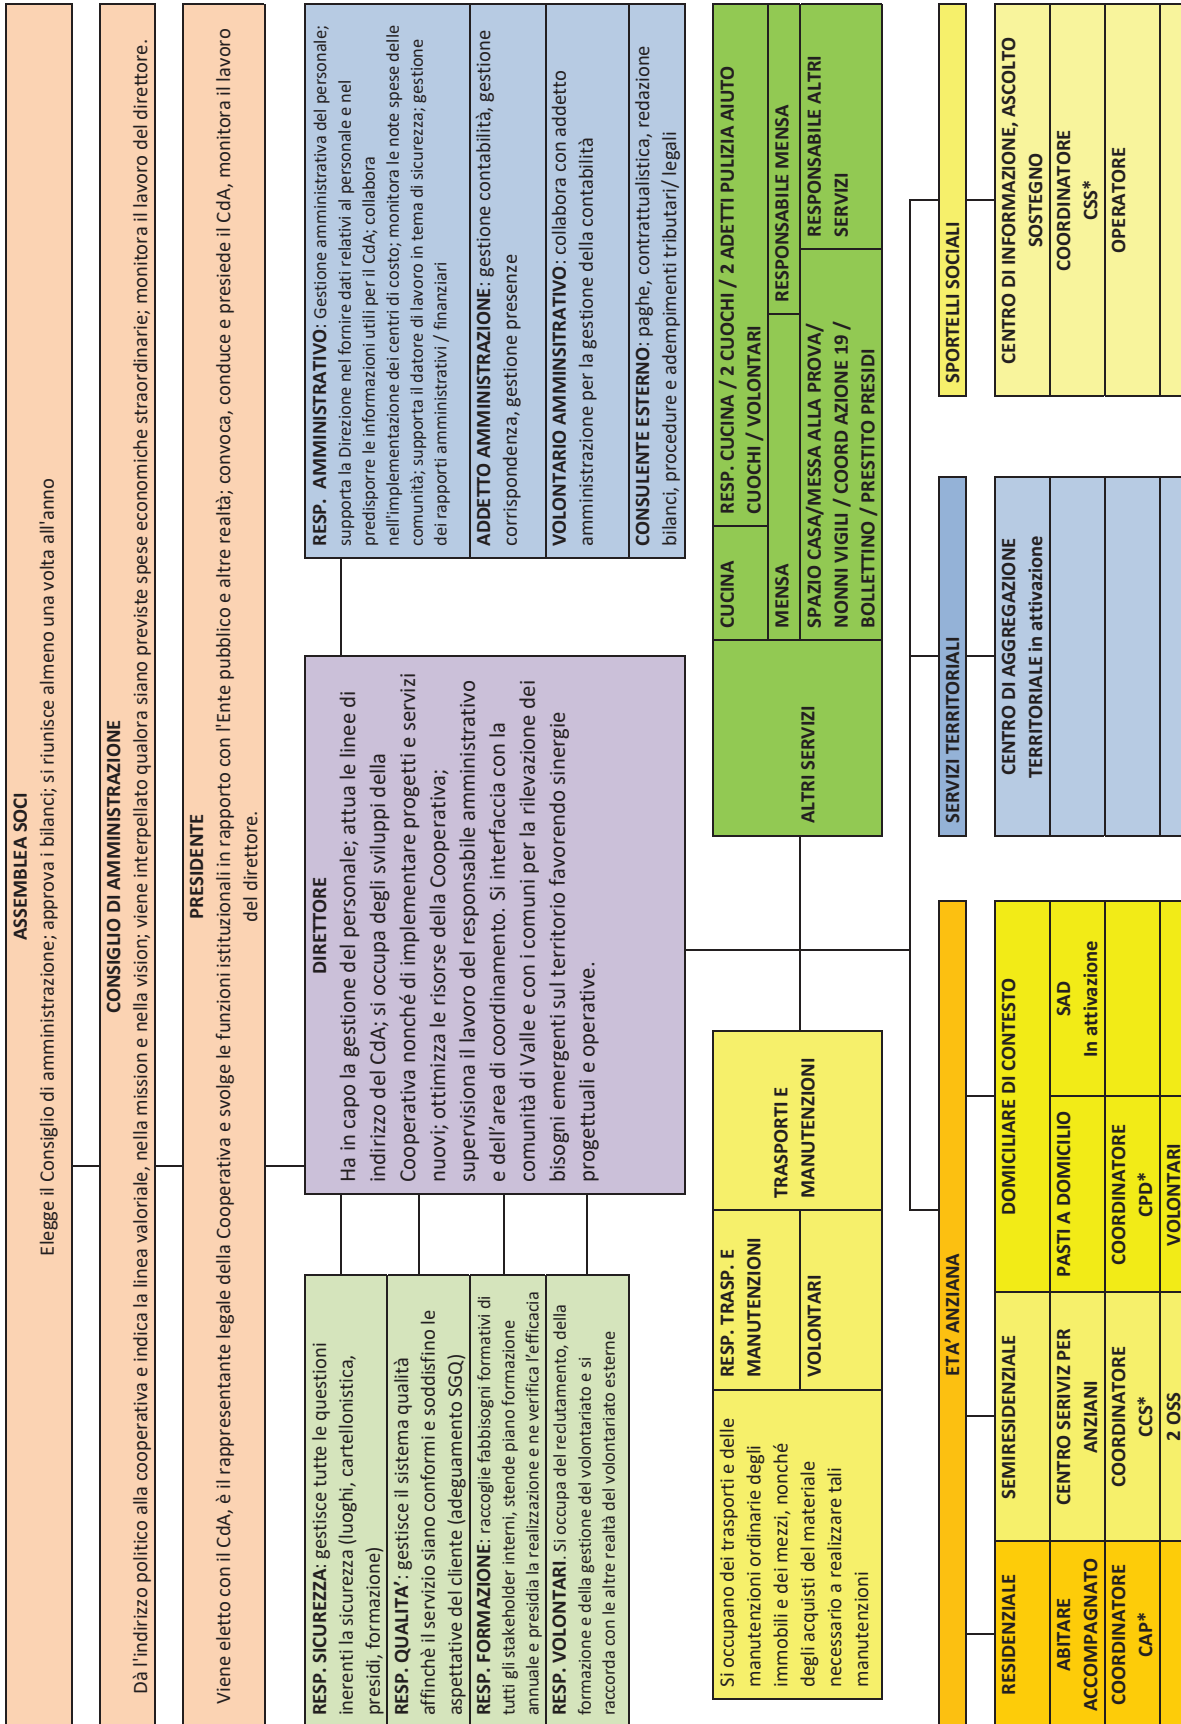 ASSEMBLEA SOCI
Elegge il Consiglio di amministrazione; approva i bilanci; si riunisce almeno una volta all'anno
CONSIGLIO DI AMMINISTRAZIONE
Dà l'indirizzo politico alla cooperativa e indica la linea valoriale, nella mission e nella vision; viene interpellato qualora siano previste spese economiche straordinarie; monitora il lavoro del direttore.
PRESIDENTE
Viene eletto con il CdA, è il rappresentante legale della Cooperativa e svolge le funzioni istituzionali in rapporto con l'Ente pubblico e altre realtà; convoca, conduce e presiede il CdA, monitora il lavoro
del direttore.
RESP. SICUREZZA: gestisce tutte le questioni
inerenti la sicurezza (luoghi, cartellonistica,
presidi, formazione)
RESP. QUALITA’: gestisce il sistema qualità
affinchè il servizio siano conformi e soddisfino le
aspettative del cliente (adeguamento SGQ)
RESP. FORMAZIONE: raccoglie fabbisogni formativi di
tutti gli stakeholder interni, stende piano formazione
annuale e presidia la realizzazione e ne verifica l’efficacia
RESP. VOLONTARI. Si occupa del reclutamento, della
formazione e della gestione del volontariato e si
raccorda con le altre realtà del volontariato esterne
DIRETTORE
Ha in capo la gestione del personale; attua le linee di
indirizzo del CdA; si occupa degli sviluppi della
Cooperativa nonché di implementare progetti e servizi
nuovi; ottimizza le risorse della Cooperativa;
supervisiona il lavoro del responsabile amministrativo
e dell'area di coordinamento. Si interfaccia con la
comunità di Valle e con i comuni per la rilevazione dei
bisogni emergenti sul territorio favorendo sinergie
progettuali e operative.
RESP. AMMINISTRATIVO: Gestione amministrativa del personale;
supporta la Direzione nel fornire dati relativi al personale e nel
predisporre le informazioni utili per il CdA; collabora
nell'implementazione dei centri di costo; monitora le note spese delle
comunità; supporta il datore di lavoro in tema di sicurezza; gestione
dei rapporti amministrativi / finanziari
ADDETTO AMMINISTRAZIONE: gestione contabilità, gestione
corrispondenza, gestione presenze
VOLONTARIO AMMINSITRATIVO: collabora con addetto
amministrazione per la gestione della contabilità
CONSULENTE ESTERNO: paghe, contrattualistica, redazione
bilanci, procedure e adempimenti tributari/ legali
Si occupano dei trasporti e delle
manutenzioni ordinarie degli
immobili e dei mezzi, nonché
degli acquisti del materiale
necessario a realizzare tali
manutenzioni
RESP. TRASP. E
MANUTENZIONI
VOLONTARI
TRASPORTI E
MANUTENZIONI
ALTRI SERVIZI
CUCINA
RESP. CUCINA / 2 CUOCHI / 2 ADETTI PULIZIA AIUTO
CUOCHI / VOLONTARI
MENSA
RESPONSABILE MENSA
SPAZIO CASA/MESSA ALLA PROVA/
NONNI VIGILI / COORD AZIONE 19 /
BOLLETTINO / PRESTITO PRESIDI
RESPONSABILE ALTRI
SERVIZI
ETA’ ANZIANA
SERVIZI TERRITORIALI
SPORTELLI SOCIALI
RESIDENZIALE
SEMIRESIDENZIALE
DOMICILIARE DI CONTESTO
CENTRO DI AGGREGAZIONE
TERRITORIALE in attivazione
CENTRO DI INFORMAZIONE, ASCOLTO
SOSTEGNO
ABITARE
ACCOMPAGNATO
CENTRO SERIVIZ PER
ANZIANI
PASTI A DOMICILIO
SAD
In attivazione
COORDINATORE
CSS*
COORDINATORE
CAP*
COORDINATORE
CCS*
COORDINATORE
CPD*
OPERATORE
2 OSS
VOLONTARI